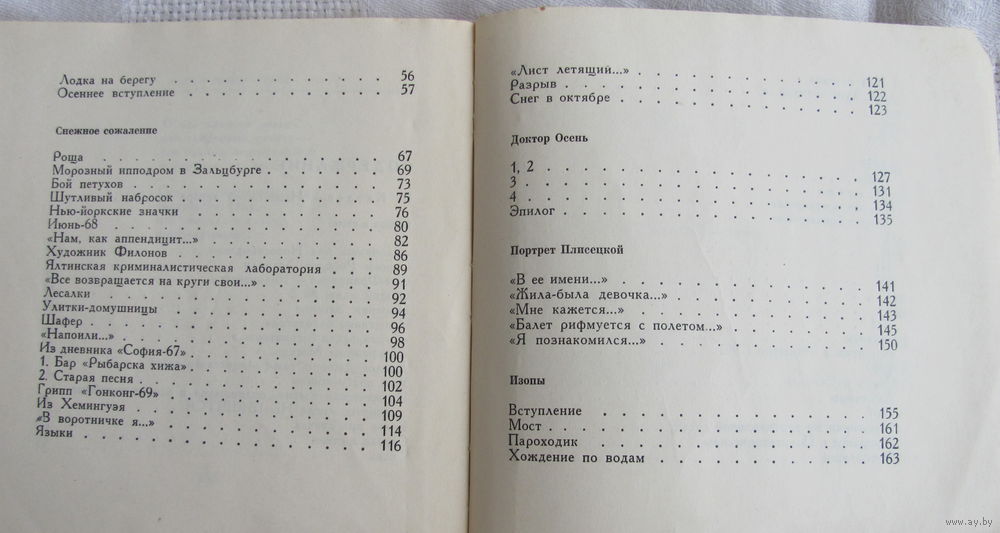 Лодка на берегу . . . . . . . . . . . . 56
Осеннее вступление . . . . . . . . . . . 57
Снежное сожаление
Роща . . . . . . . . . . . . . . . 67
Морозный ипподром в Зальцбурге . . . . . . . 69
Бой петухов . . . . . . . . . . . . . 73
Шутливый набросок . . . . . . . . . . . 75
Нью-йоркские значки . . . . . . . . . . 76
Июнь-68 . . . . . . . . . . . . . . 80
«Нам, как аппендицит...» . . . . . . . . . 82
Художник Филонов . . . . . . . . . . . 86
Ялтинская криминалистическая лаборатория . . . 89
«Все возвращается на круги свои...» . . . . . . 91
Лесалки . . . . . . . . . . . . . . 92
Улитки-домушницы . . . . . . . . . . . 94
Шафер . . . . . . . . . . . . . . 96
«Напоили...» . . . . . . . . . . . . . 98
Из дневника «София-67» . . . . . . . . . 100
1. Бар «Рыбарска хижа» . . . . . . . . . 100
2. Старая песня . . . . . . . . . . . . 102
Грипп «Гонконг-69» . . . . . . . . . . . 104
Из Хемингуэя . . . . . . . . . . . . 109
«В воротничке я...» . . . . . . . . . . . 114
Языки . . . . . . . . . . . . . . 116
«Лист летящий...» . . . . . . . . . . . 121
Разрыв . . . . . . . . . . . . . . 122
Снег в октябре . . . . . . . . . . . . 123
Доктор Осень
1, 2 . . . . . . . . . . . . . . . 127
3 . . . . . . . . . . . . . . . . 131
4 . . . . . . . . . . . . . . . . 134
Эпилог . . . . . . . . . . . . . . 135
Портрет Плисецкой
«В ее имени...» . . . . . . . . . . . . 141
«Жила-была девочка...» . . . . . . . . . 142
«Мне кажется...» . . . . . . . . . . . 143
«Балет рифмуется с полетом...» . . . . . . . 145
«Я познакомился...» . . . . . . . . . . 150
Изопы
Вступление . . . . . . . . . . . . . 155
Мост . . . . . . . . . . . . . . . 161
Пароходик . . . . . . . . . . . . . 162
Хождение по водам . . . . . . . . . . . 163
www.ay.by